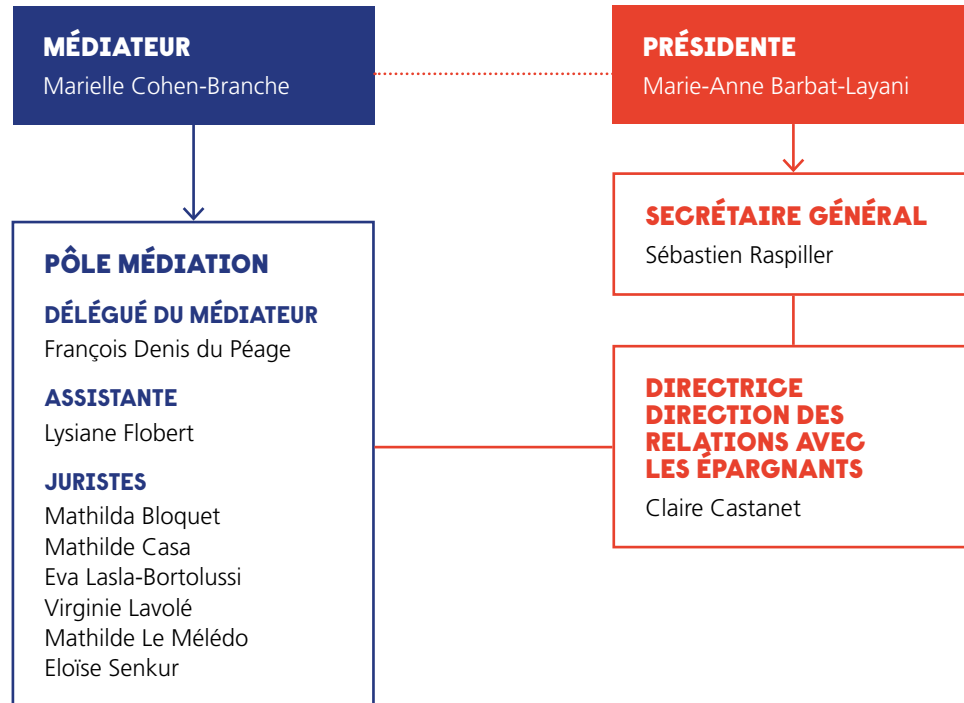 MÉDIATEUR
Marielle Cohen-Branche
PÔLE MÉDIATION
DÉLÉGUÉ DU MÉDIATEUR
François Denis du Péage
ASSISTANTE
Lysiane Flobert
JURISTES
Mathilda Bloquet
Mathilde Casa
Eva Lasla-Bortolussi
Virginie Lavolé
Mathilde Le Mélédo
Eloïse Senkur
PRÉSIDENTE
Marie-Anne Barbat-Layani
SECRÉTAIRE GÉNÉRAL
Sébastien Raspiller
DIRECTRICE
DIRECTION DES
RELATIONS AVEC
LES ÉPARGNANTS
Claire Castanet